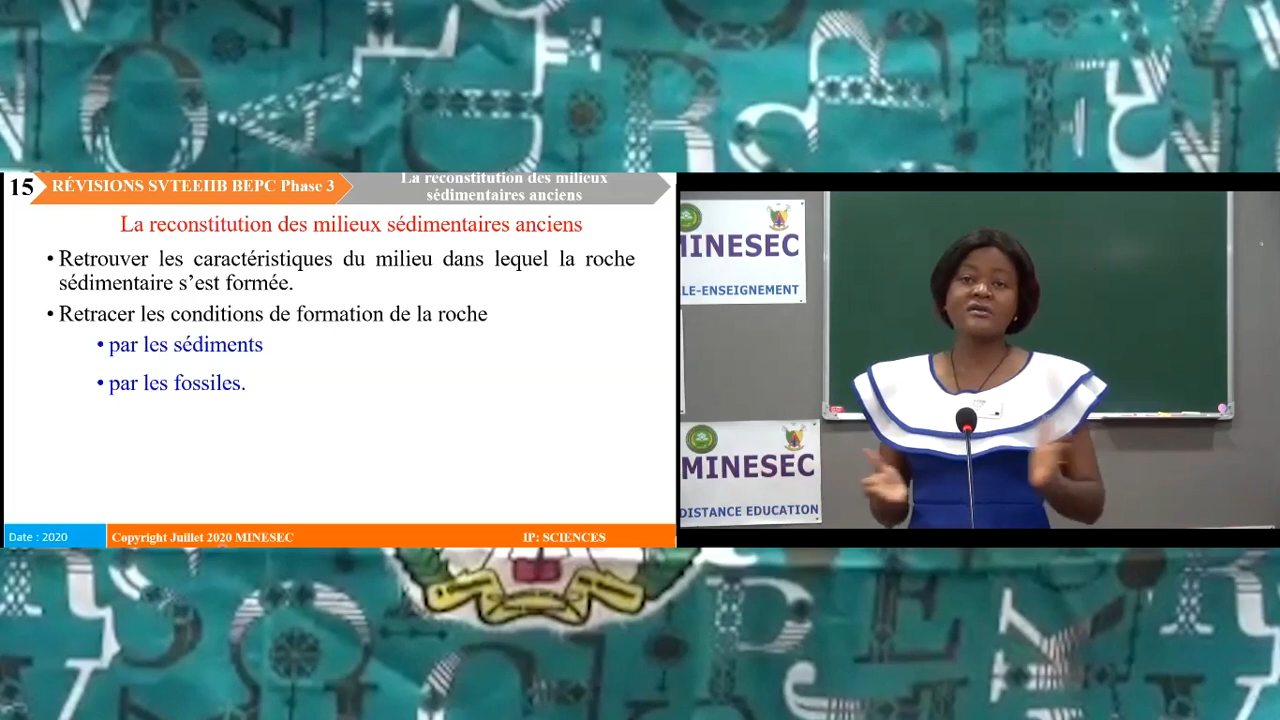 15
RÉVISIONS SVTEEHB BEPC Phase 3
La reconstitution des milieux
sédimentaires anciens
La reconstitution des milieux sédimentaires anciens
• Retrouver les caractéristiques du milieu dans lequel la roche
sédimentaire s’est formée.
• Retracer les conditions de formation de la roche
• par les sédiments
• par les fossiles.
Date : 2020
Copyright Juillet 2020 MINESEC
IP: SCIENCES
MINESEC
LE-ENSEIGNEMENT
MINESEC
DISTANCE EDUCATION